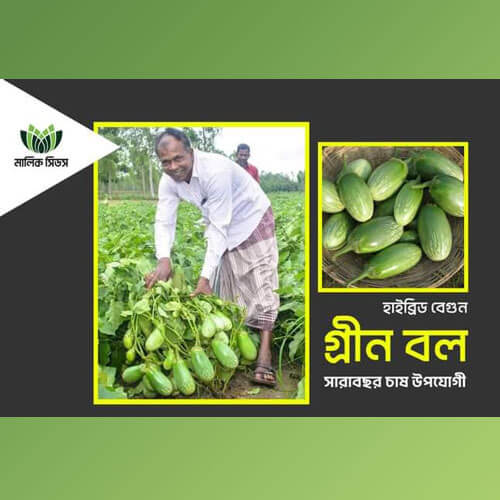 মালিক সিডস
হাইব্রিড বেগুন
গ্রীন বল
সারাবছর চাষ উপযোগী